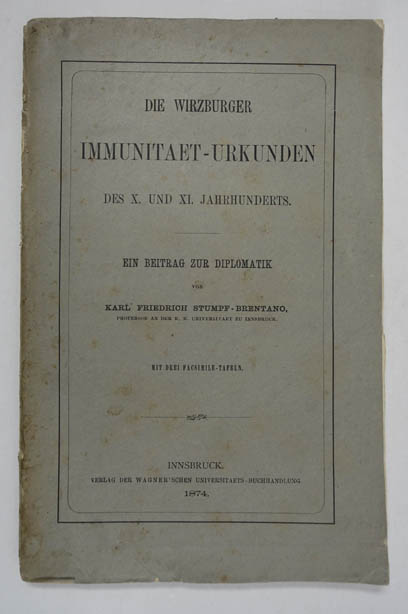 DIE WIRZBURGER
IMMUNITAET-URKUNDEN
DES X. UND XI. JAHRHUNDERTS.
EIN BEITRAG ZUR DIPLOMATIK
VON
KARL FRIEDRICH STUMPF-BRENTANO,
PROFESSOR AN DER K. K. UNIVERSITAET ZU INNSBRUCK.
MIT DREI FACSIMILE-TAFELN.
INNSBRUCK.
VERLAG DER WAGNER'SCHEN UNIVERSITAETS-BUCHHANDLUNG
1874.